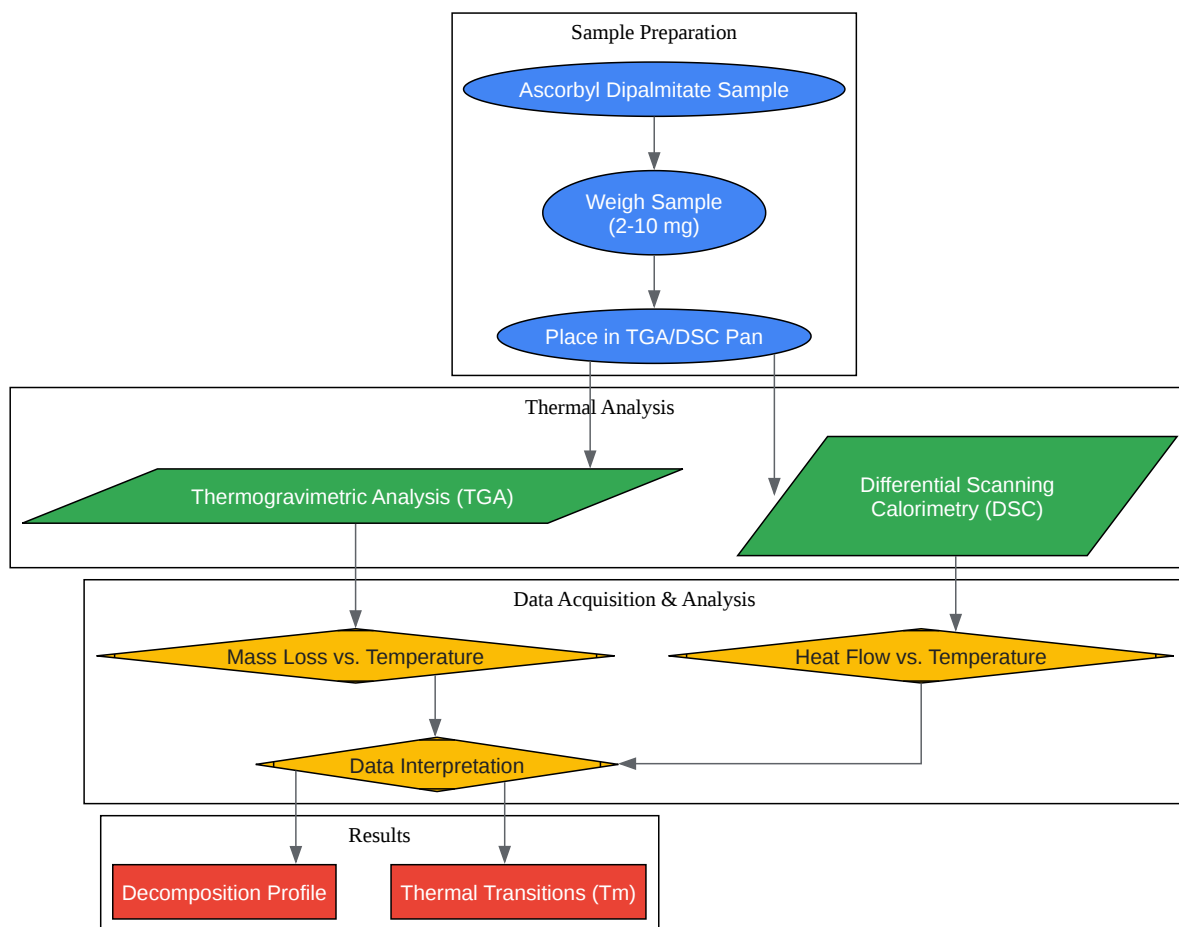 Sample Preparation
Ascorbyl Dipalmitate Sample
Weigh Sample
(2-10 mg)
Place in TGA/DSC Pan
Thermal Analysis
Thermogravimetric Analysis (TGA)
Differential Scanning
Calorimetry (DSC)
Data Acquisition & Analysis
Mass Loss vs. Temperature
Heat Flow vs. Temperature
Data Interpretation
Results
Decomposition Profile
Thermal Transitions (Tm)